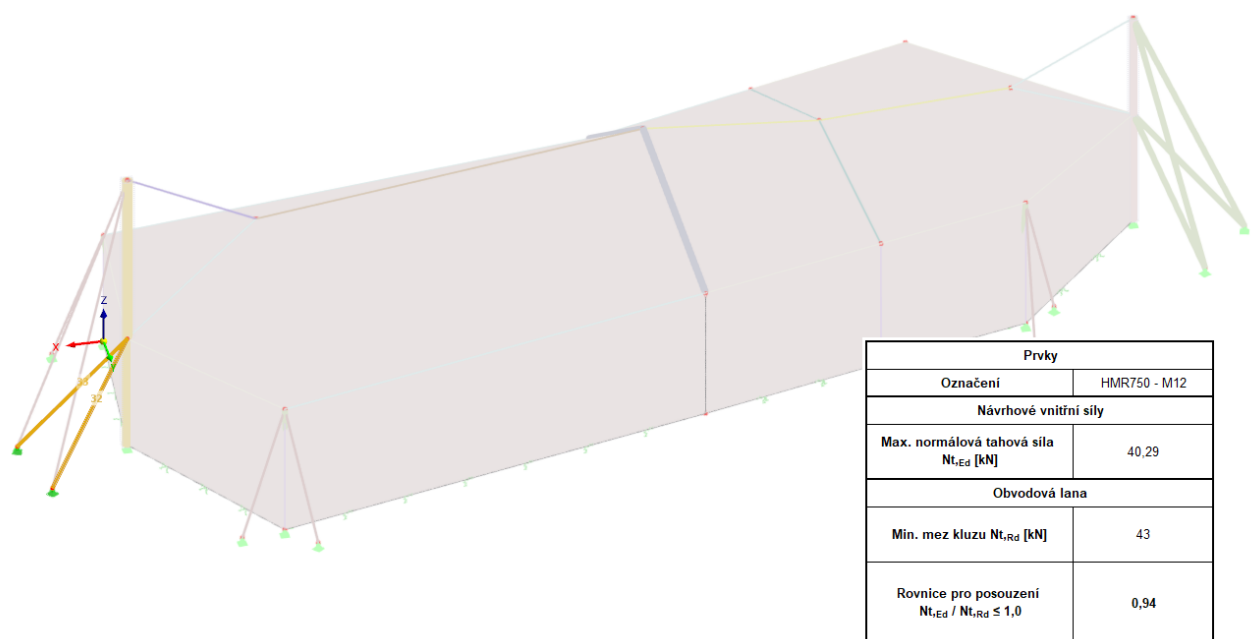 Z
X
Y
33
32
Prvky
Označení HMR750 - M12
Návrhové vnitřní síly
Max. normálová tahová síla
Nt,Ed [kN] 40,29
Obvodová lana
Min. mez kluzu Nt,Rd [kN] 43
Rovnice pro posouzení
Nt,Ed / Nt,Rd ≤ 1,0 0,94